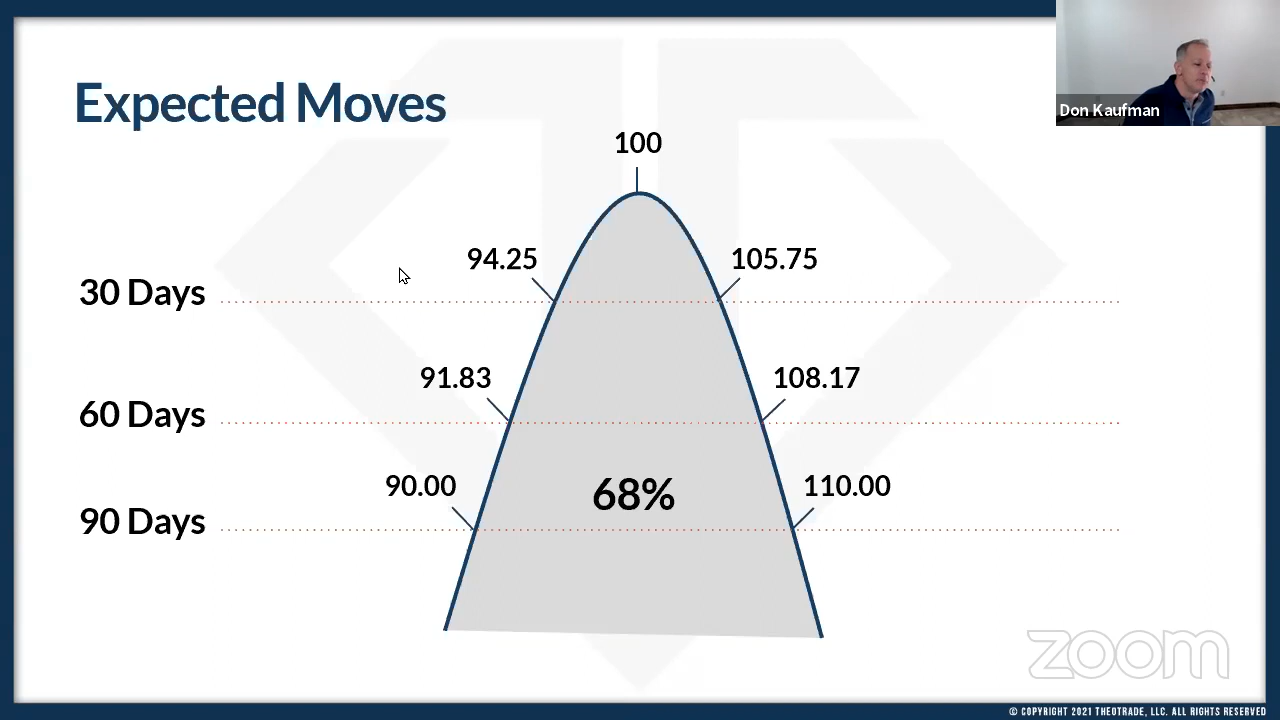 Expected Moves
Don Kaufman
100
94.25
105.75
30 Days
91.83
108.17
60 Days
90.00
110.00
68%
90 Days
zoom
© COPYRIGHT 2021 THEOTRADE, LLC. ALL RIGHTS RESERVED